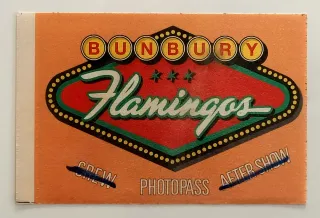 BUNBURY
Flamingos
CREW PHOTOPASS AFTER SHOW